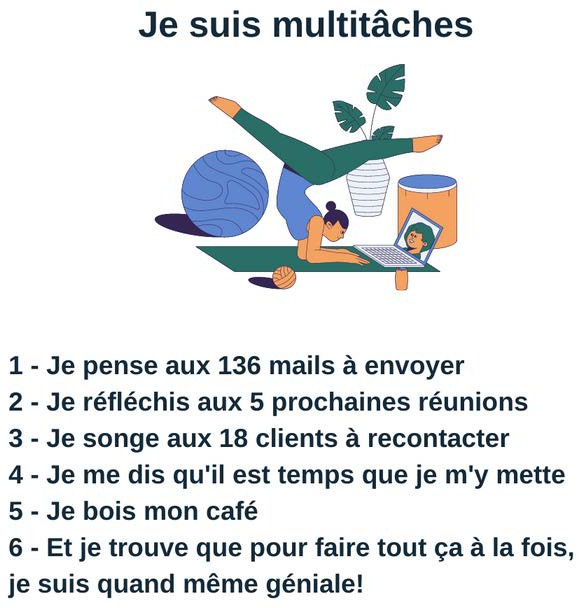 Je suis multitâches
1 - Je pense aux 136 mails à envoyer
2 - Je réfléchis aux 5 prochaines réunions
3 - Je songe aux 18 clients à recontacter
4 - Je me dis qu'il est temps que je m'y mette
5 - Je bois mon café
6 - Et je trouve que pour faire tout ça à la fois,
je suis quand même géniale!